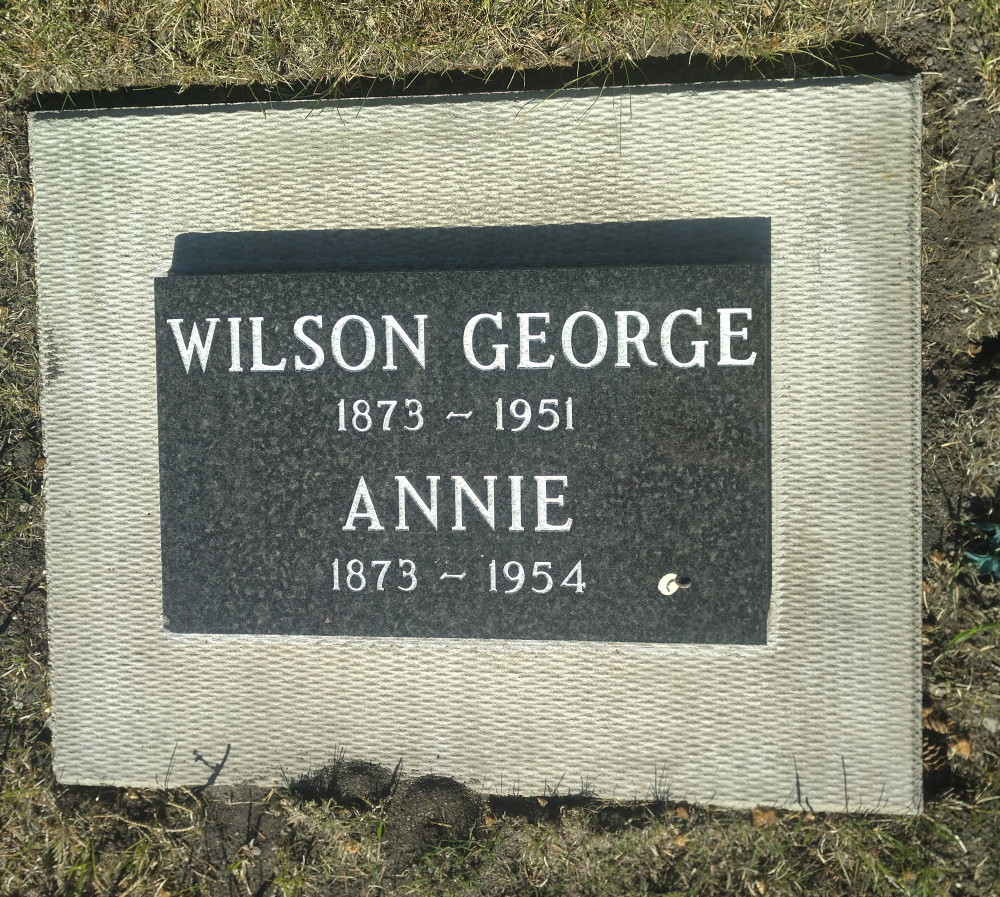 WILSON GEORGE
1873 ~ 1951
ANNIE
1873 ~ 1954